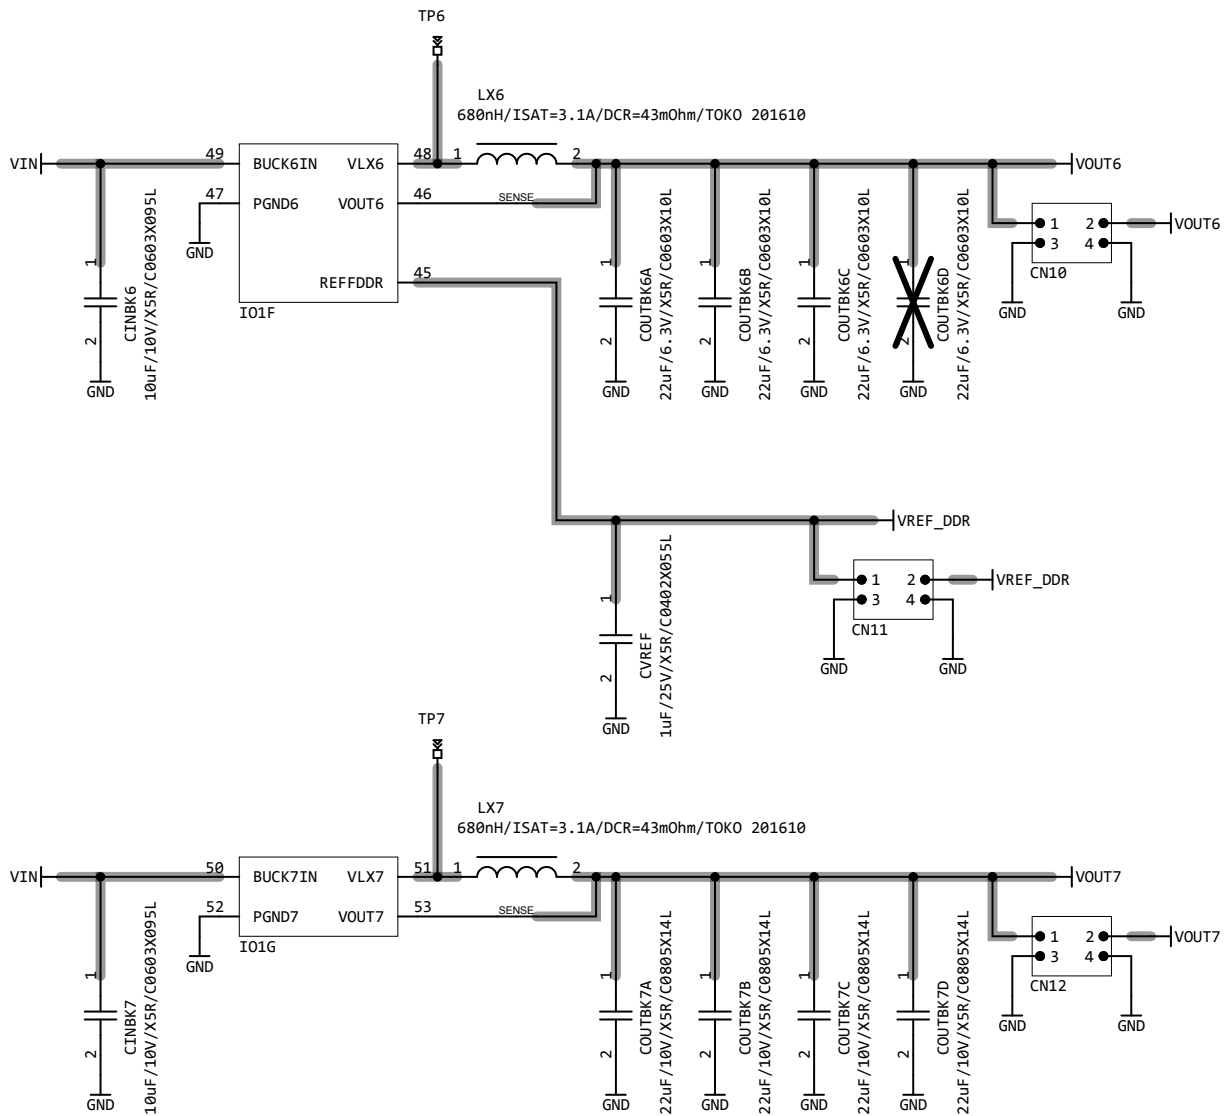 TP6
LX6
680nH/ISAT=3.1A/DCR=43mOhm/TOKO 201610
VIN
49
BUCK6IN
VLX6
48
1
2
VOUT6
47
PGND6
VOUT6
46
SENSE
GND
REFFDDR
45
IO1F
1
2
CINBK6
10uF/10V/X5R/C0603X095L
GND
1
2
COUTBK6A
22uF/6.3V/X5R/C0603X10L
GND
1
2
COUTBK6B
22uF/6.3V/X5R/C0603X10L
GND
1
2
COUTBK6C
22uF/6.3V/X5R/C0603X10L
GND
1
2
COUTBK6D
22uF/6.3V/X5R/C0603X10L
GND
1
2
VOUT6
3
4
CN10
GND
GND
VREF_DDR
1
2
VREF_DDR
3
4
CN11
GND
GND
1
2
CVREF
1uF/25V/X5R/C0402X055L
GND
TP7
LX7
680nH/ISAT=3.1A/DCR=43mOhm/TOKO 201610
VIN
50
BUCK7IN
VLX7
51
1
2
VOUT7
52
PGND7
VOUT7
53
SENSE
GND
IO1G
1
2
CINBK7
10uF/10V/X5R/C0603X095L
GND
1
2
COUTBK7A
22uF/10V/X5R/C0805X14L
GND
1
2
COUTBK7B
22uF/10V/X5R/C0805X14L
GND
1
2
COUTBK7C
22uF/10V/X5R/C0805X14L
GND
1
2
COUTBK7D
22uF/10V/X5R/C0805X14L
GND
1
2
VOUT7
3
4
CN12
GND
GND